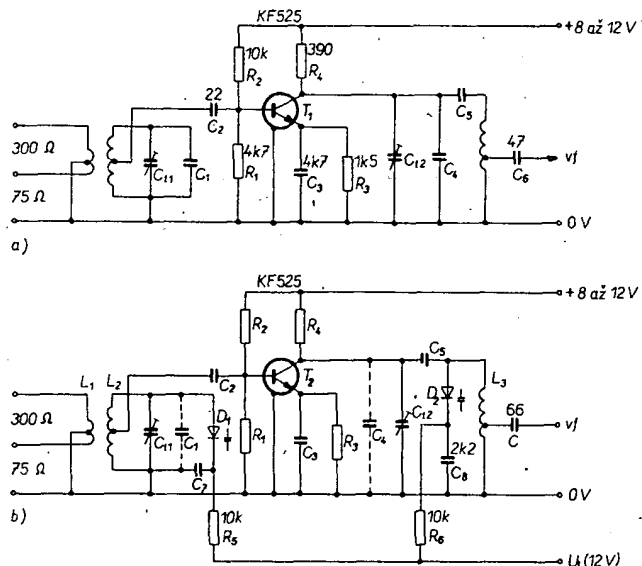 KF525
+8 až 12 V
10k
R₂
390
R₄
22
C₂
T₁
C₅
300 Ω
75 Ω
C₁₁
C₁
4k7
R₁
4k7
C₃
1k5
R₃
C₁₂
C₄
47
C₆
vf
0 V
a)
KF525
+8 až 12 V
R₂
R₄
L₁
L₂
C₂
T₂
C₅
L₃
300 Ω
75 Ω
C₁₁
C₁
D₁
C₇
R₁
C₃
R₃
C₄
C₁₂
D₂
2k2
C₈
66
C
vf
0 V
b)
10k
R₅
10k
R₆
U (12V)